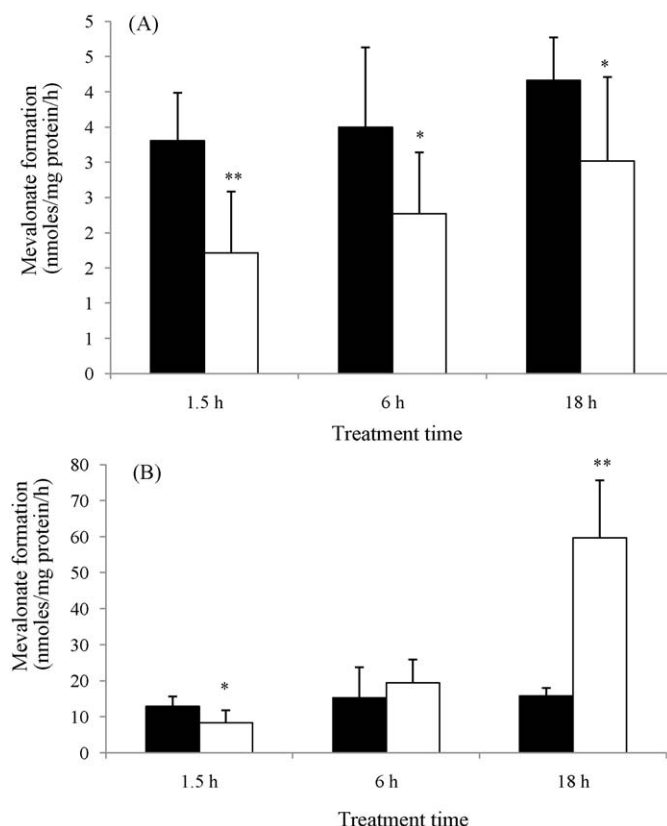 (A)
Mevalonate formation
(nmoles/mg protein/h)
5
5
4
4
3
3
2
2
1
1
0
**
*
*
1.5 h 6 h 18 h
Treatment time
(B)
Mevalonate formation
(nmoles/mg protein/h)
80
70
60
50
40
30
20
10
0
*
**
1.5 h 6 h 18 h
Treatment time